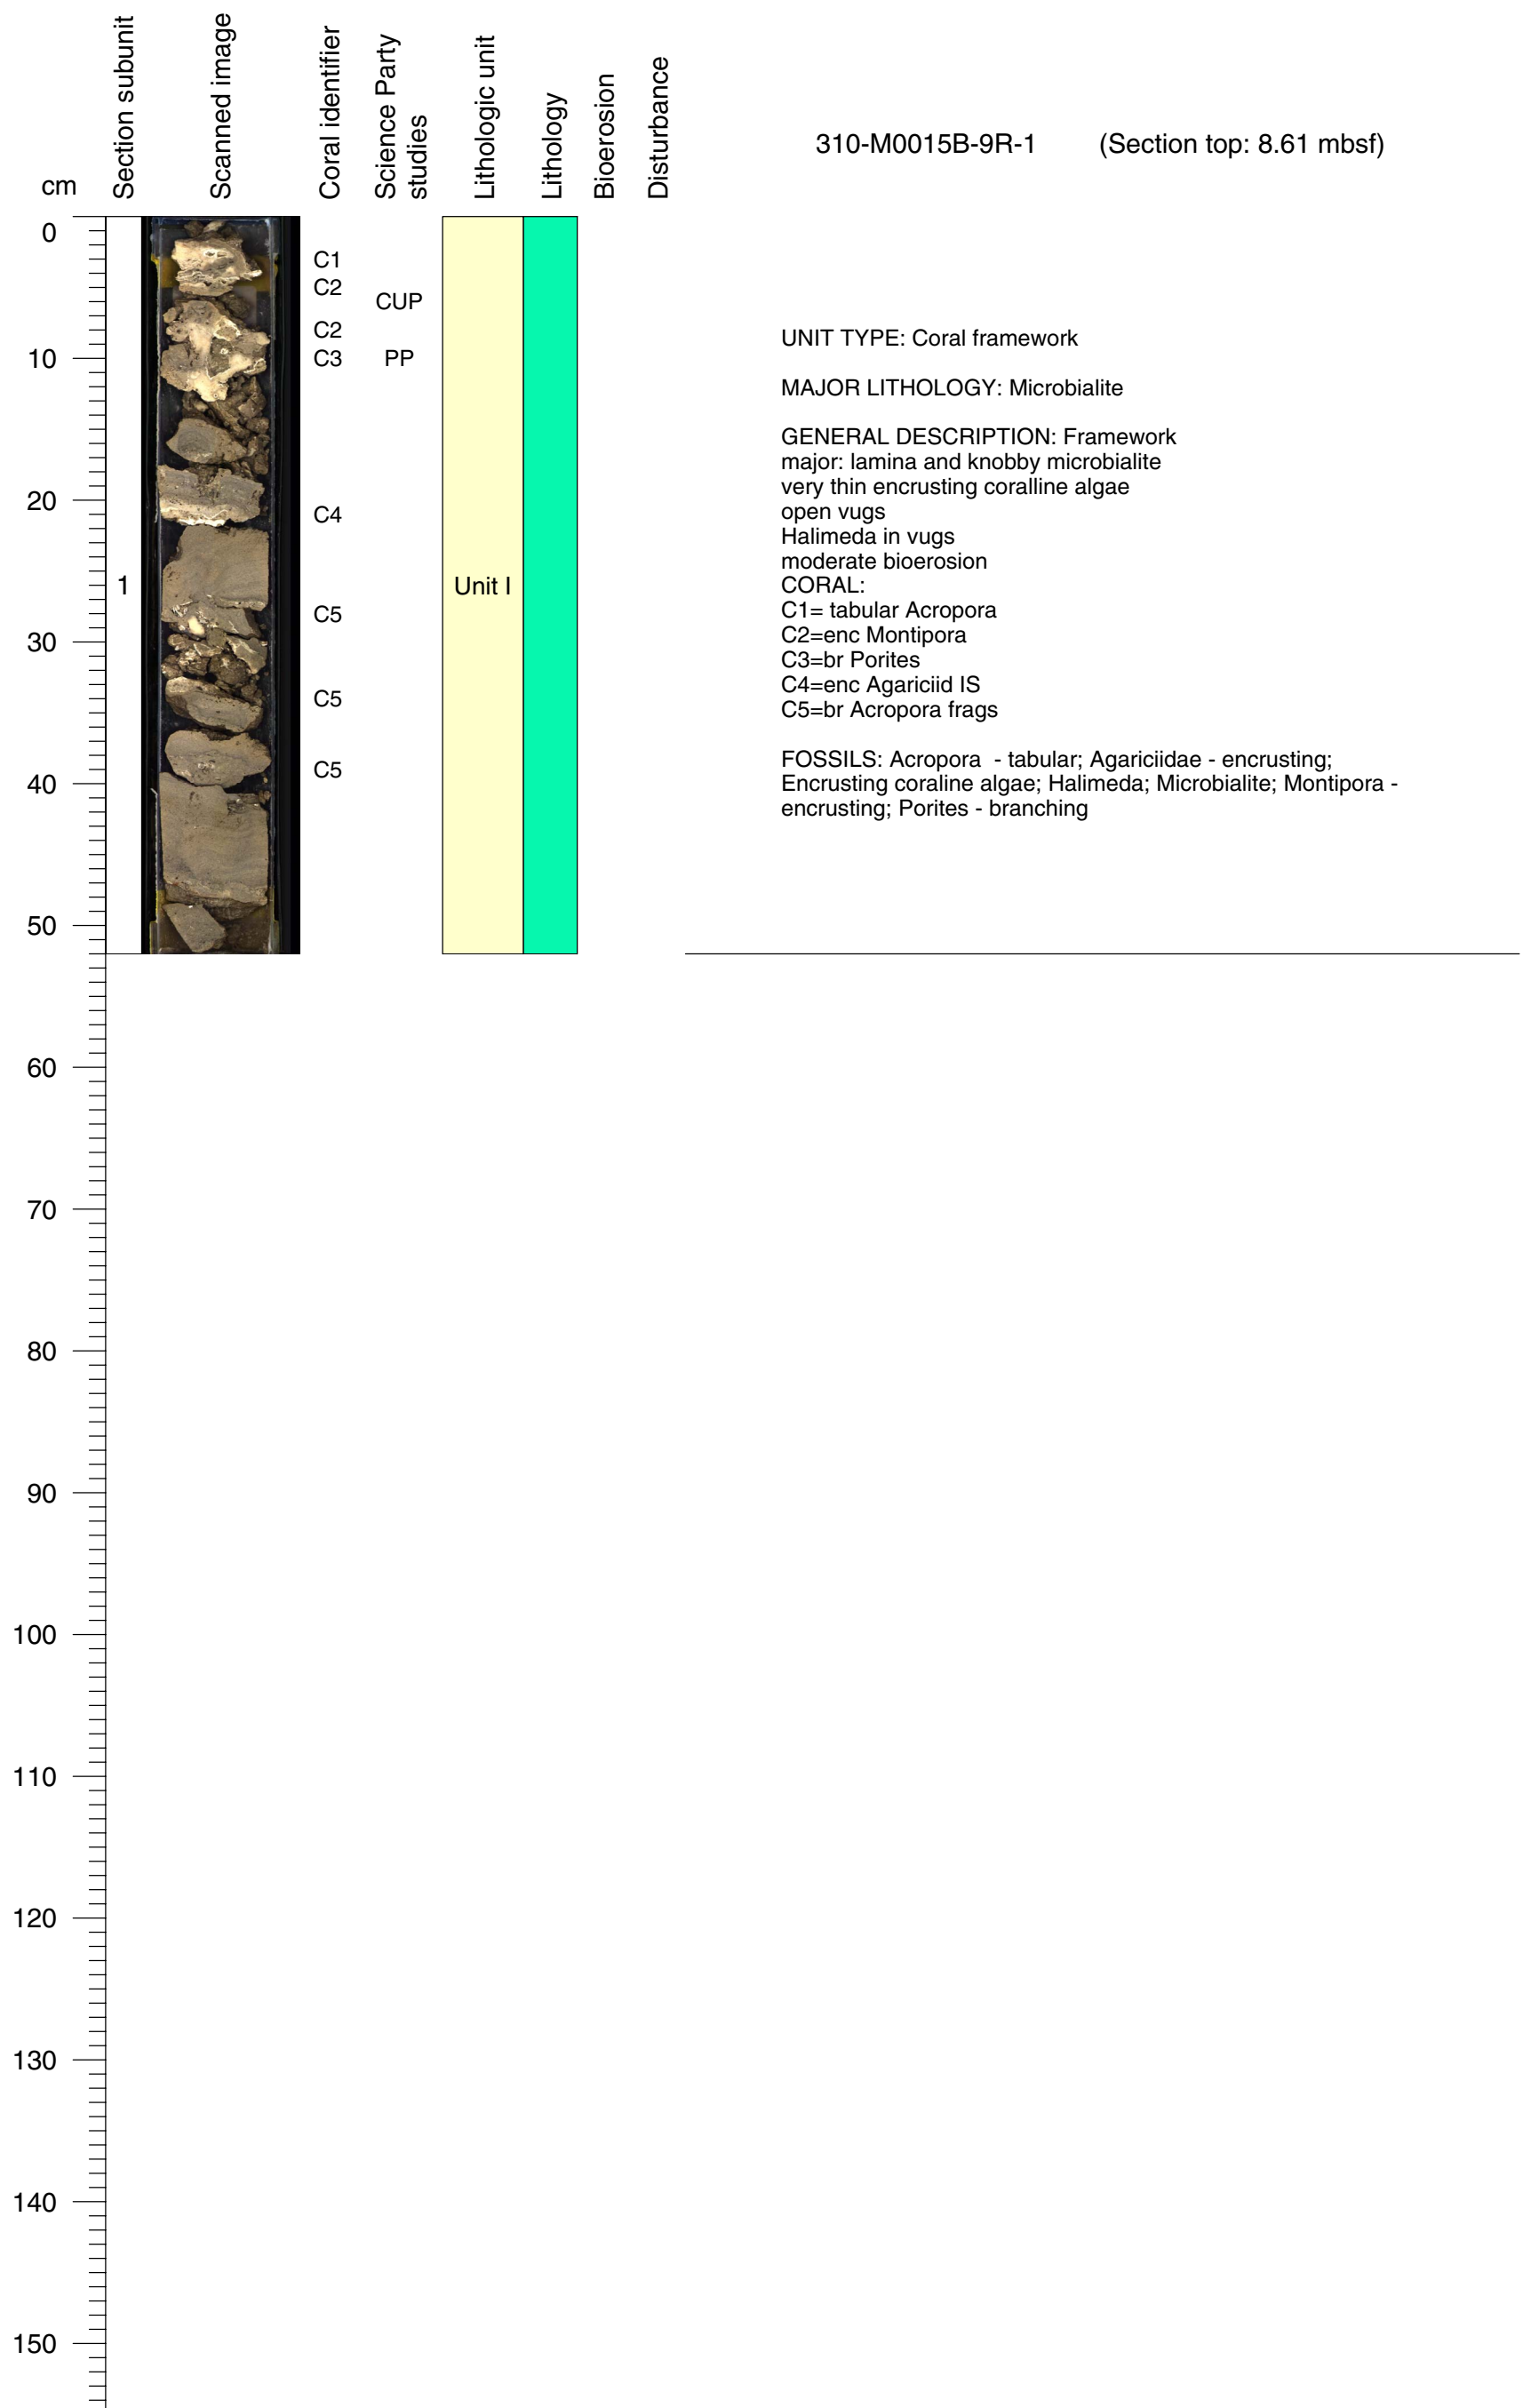 Section subunit
Scanned image
Coral identifier
Science Party
studies
Lithologic unit
Lithology
Bioerosion
Disturbance
310-M0015B-9R-1 (Section top: 8.61 mbsf)
cm
0
C1
C2
CUP
C2
UNIT TYPE: Coral framework
10
C3
PP
MAJOR LITHOLOGY: Microbialite
GENERAL DESCRIPTION: Framework
major: lamina and knobby microbialite
very thin encrusting coralline algae
20
open vugs
C4
Halimeda in vugs
moderate bioerosion
1
Unit I
CORAL:
C1= tabular Acropora
C5
C2=enc Montipora
30
C3=br Porites
C4=enc Agariciid IS
C5
C5=br Acropora frags
FOSSILS: Acropora - tabular; Agariciidae - encrusting;
C5
40
Encrusting coraline algae; Halimeda; Microbialite; Montipora -
encrusting; Porites - branching
50
60
70
80
90
100
110
120
130
140
150